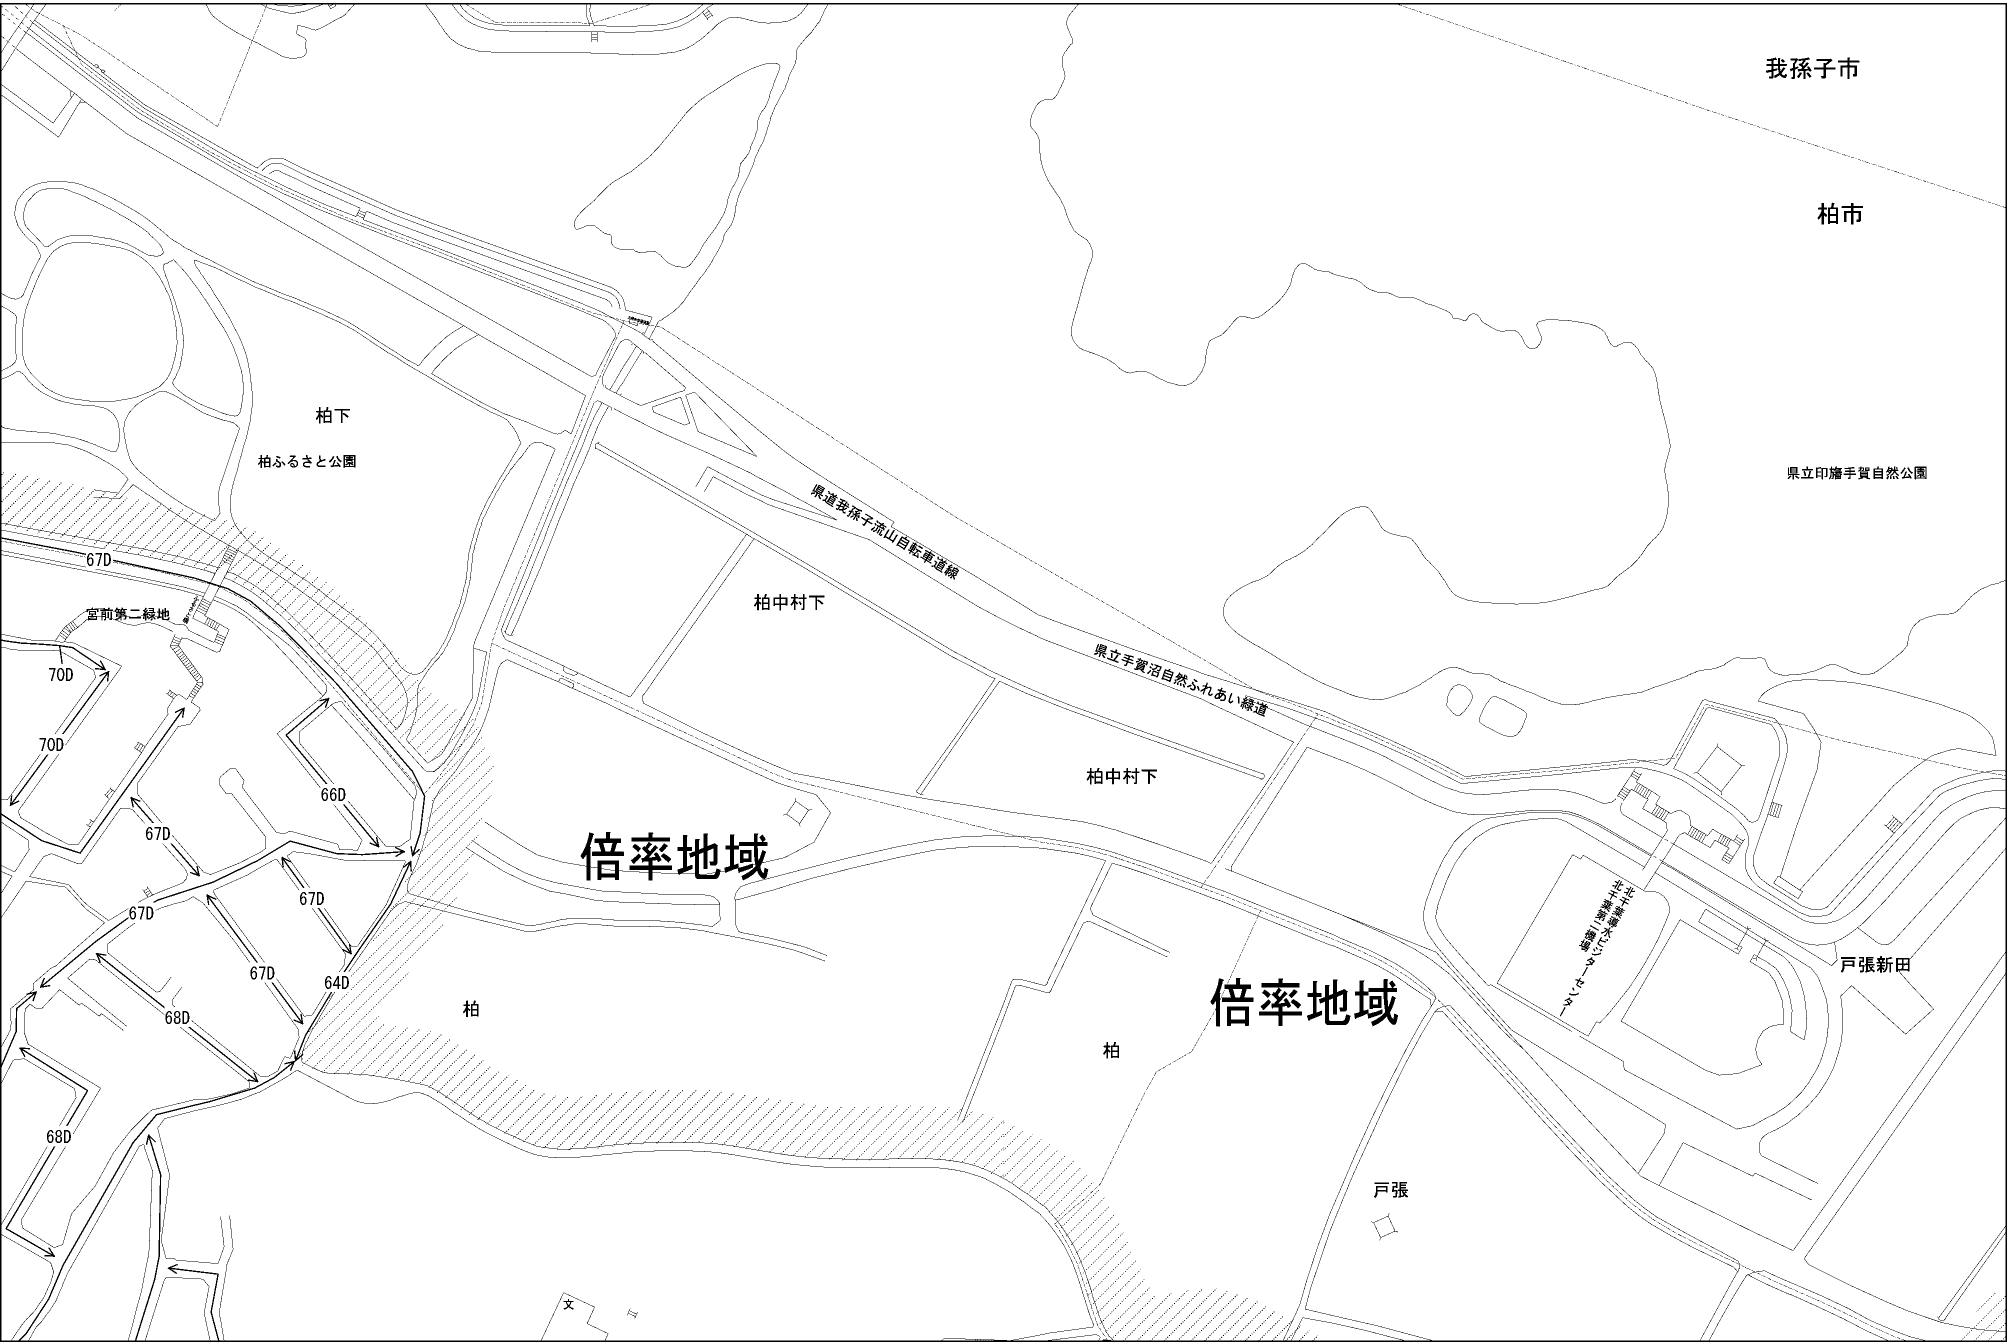 我孫子市
柏市
柏下
柏ふるさと公園
県立印旛手賀自然公園
県道我孫子流山自転車道線
67D
柏中村下
宮前第二緑地
県立手賀沼自然ふれあい緑道
70D
70D
柏中村下
66D
67D
倍率地域
67D
67D
北千葉導水ビジターセンター
北千葉第二機場
戸張新田
67D
64D
倍率地域
柏
68D
柏
68D
戸張
文